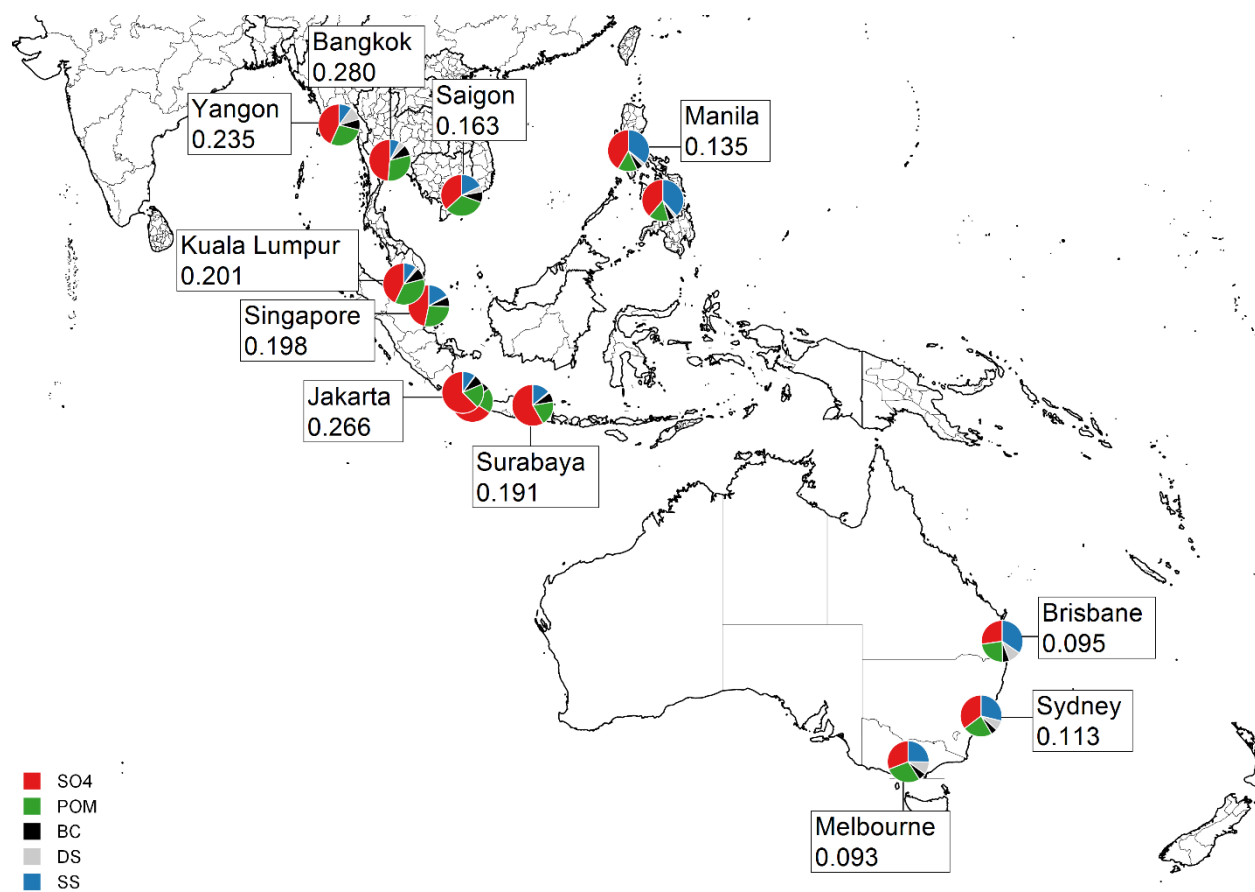 Bangkok
0.280
Saigon
0.163
Yangon
0.235
Manila
0.135
Kuala Lumpur
0.201
Singapore
0.198
Jakarta
0.266
Surabaya
0.191
Brisbane
0.095
Sydney
0.113
Melbourne
0.093
SO4
POM
BC
DS
SS